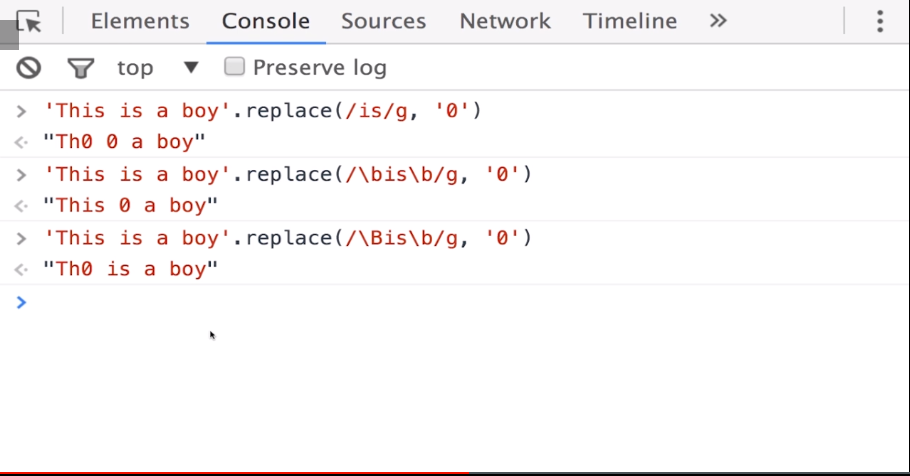 Elements Console Sources Network Timeline »
top ▼ Preserve log
> 'This is a boy'.replace(/is/g, '0')
"Th0 0 a boy"
> 'This is a boy'.replace(/\bis\b/g, '0')
"This 0 a boy"
> 'This is a boy'.replace(/\Bis\b/g, '0')
"Th0 is a boy"
>